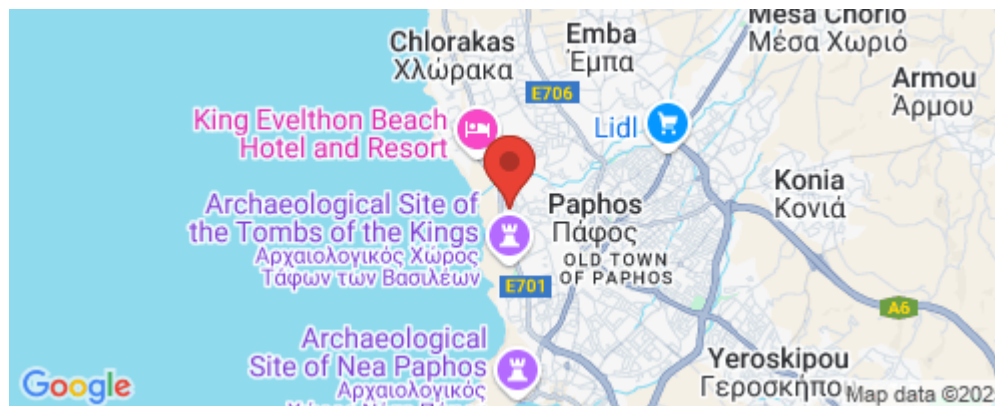 Mesa Chorio
Μέσα Χωριό
Emba
Έμπα
Chlorakas
Χλώρακα
Armou
Άρμου
E706
King Evelthon Beach
Hotel and Resort
Lidl
Konia
Κονιά
Archaeological Site of
the Tombs of the Kings
Αρχαιολογικός Χώρος
Τάφων των Βασιλέων
Paphos
Πάφος
OLD TOWN
OF PAPHOS
E701
A6
Archaeological
Site of Nea Paphos
Αρχαιολογικός
Yeroskipou
Γεροσκήπο
Google
Map data ©202